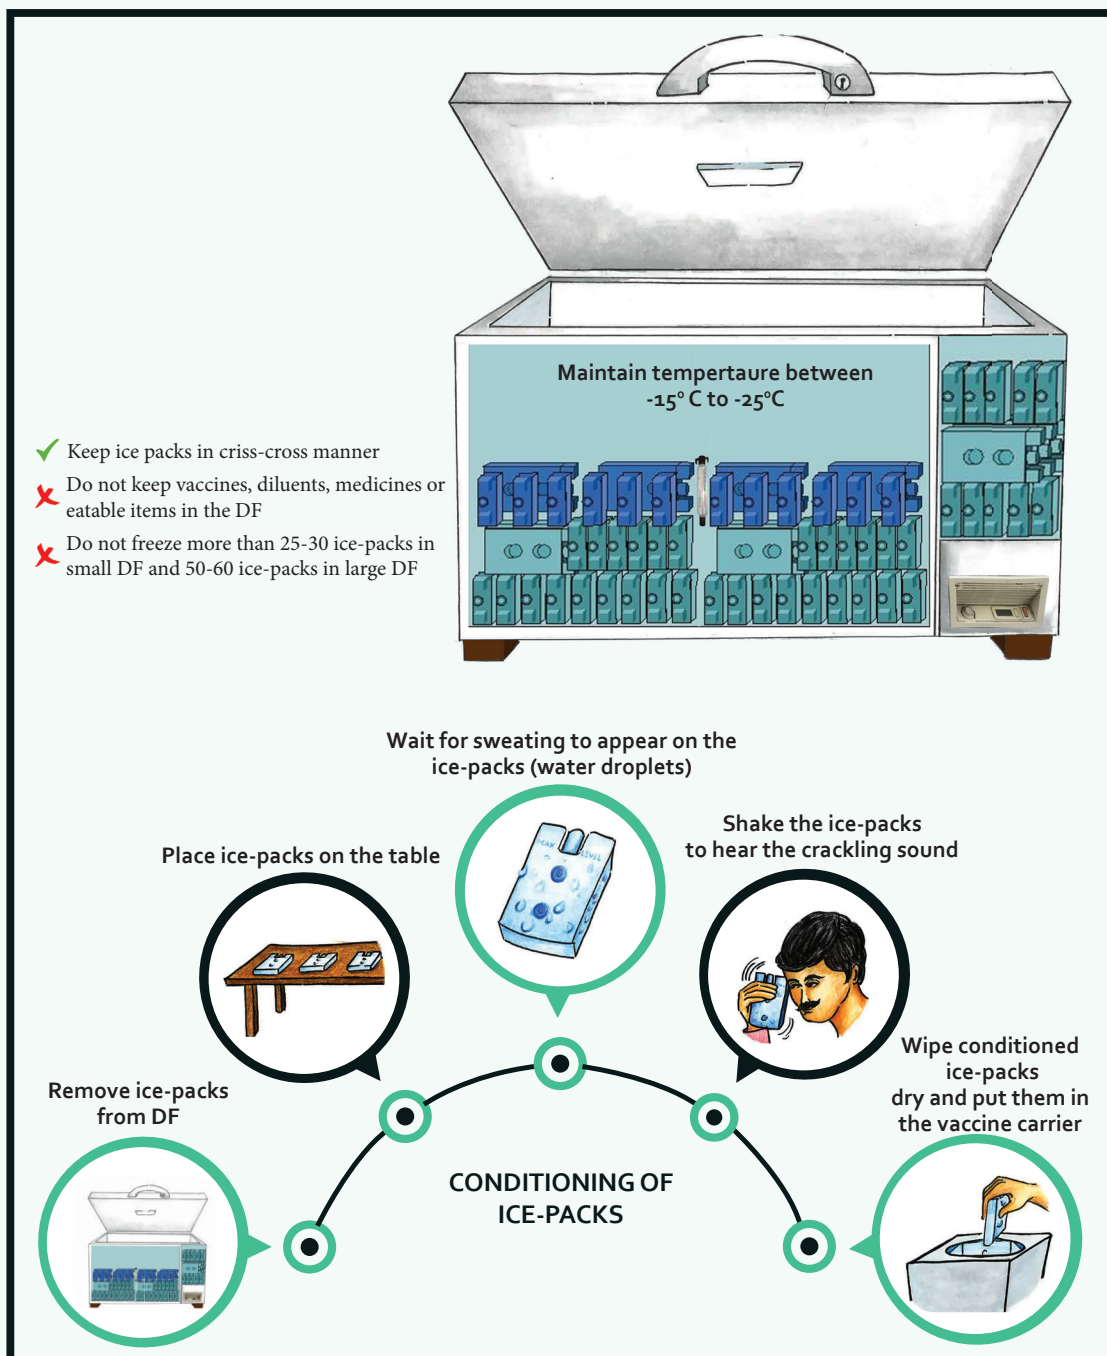 Maintain tempertaure between
-15° C to -25°C
Keep ice packs in criss-cross manner
Do not keep vaccines, diluents, medicines or
eatable items in the DF
Do not freeze more than 25-30 ice-packs in
small DF and 50-60 ice-packs in large DF
Wait for sweating to appear on the
ice-packs (water droplets)
MAX LEVEL
Place ice-packs on the table
Shake the ice-packs
to hear the crackling sound
Remove ice-packs
from DF
Wipe conditioned
ice-packs
dry and put them in
the vaccine carrier
CONDITIONING OF
ICE-PACKS